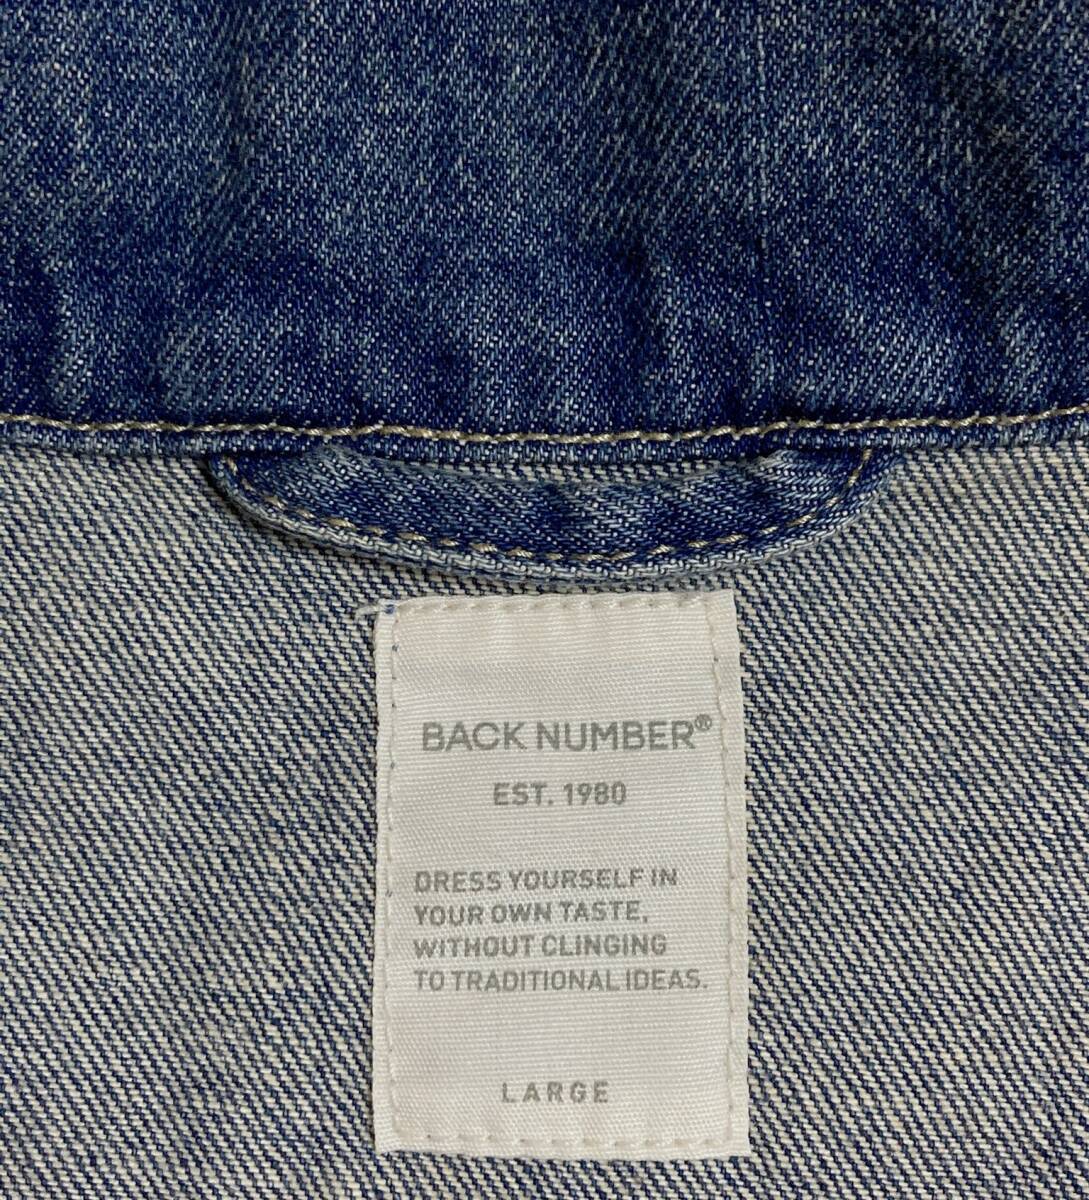 BACK NUMBER®
EST. 1980
DRESS YOURSELF IN
YOUR OWN TASTE,
WITHOUT CLINGING
TO TRADITIONAL IDEAS.
LARGE